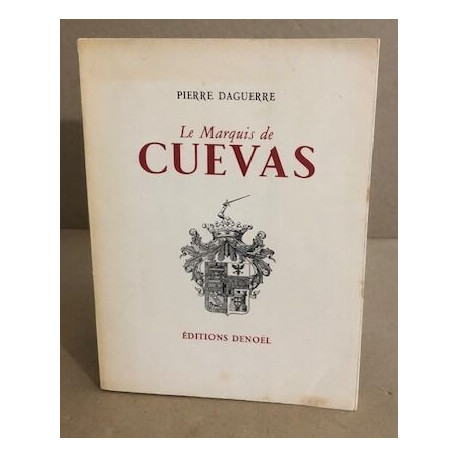 PIERRE DAGUERRE
Le Marquis de
CUEVAS
ÉDITIONS DENOËL